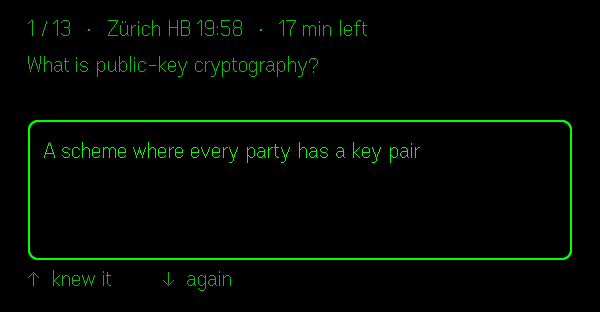 1 / 13 · Zürich HB 19:58 · 17 min left
What is public-key cryptography?
A scheme where every party has a key pair
↑ knew it ↓ again